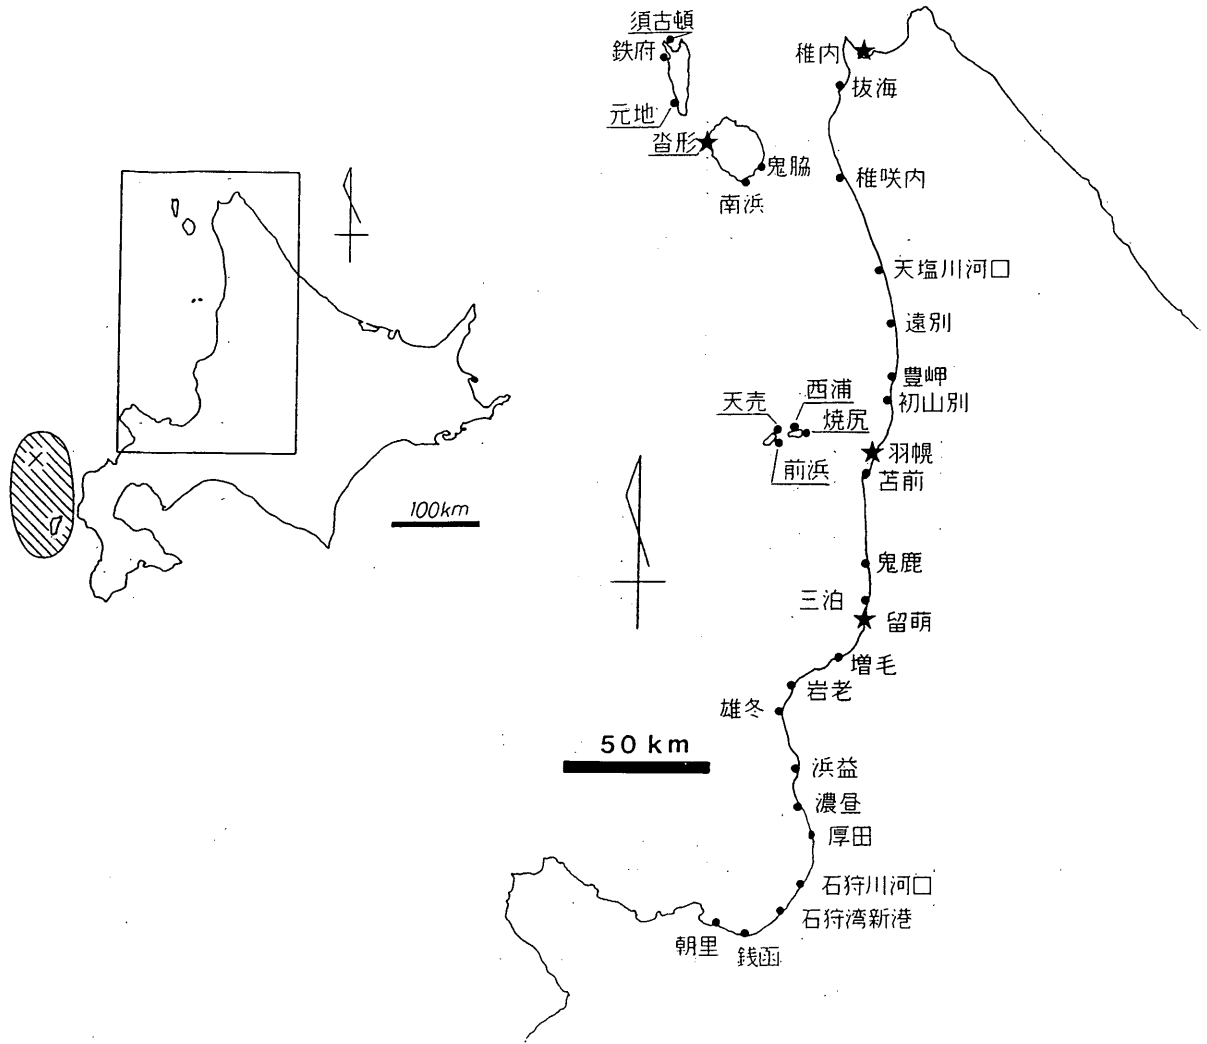 須古頓
鉄府
元地
沓形
鬼脇
南浜
稚内
抜海
稚咲内
天塩川河口
遠別
豊岬
初山別
西浦
天売
焼尻
前浜
羽幌
苫前
鬼鹿
三泊
留萌
増毛
岩老
雄冬
浜益
濃昼
厚田
石狩川河口
石狩湾新港
朝里
銭函
100km
50 km